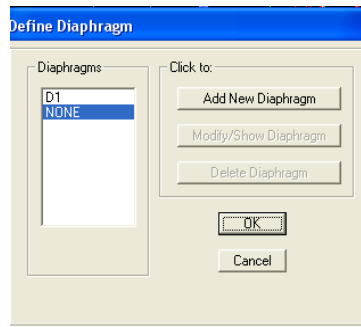 Define Diaphragm
Diaphragms
D1
NONE
Click to:
Add New Diaphragm
Modify/Show Diaphragm
Delete Diaphragm
OK
Cancel